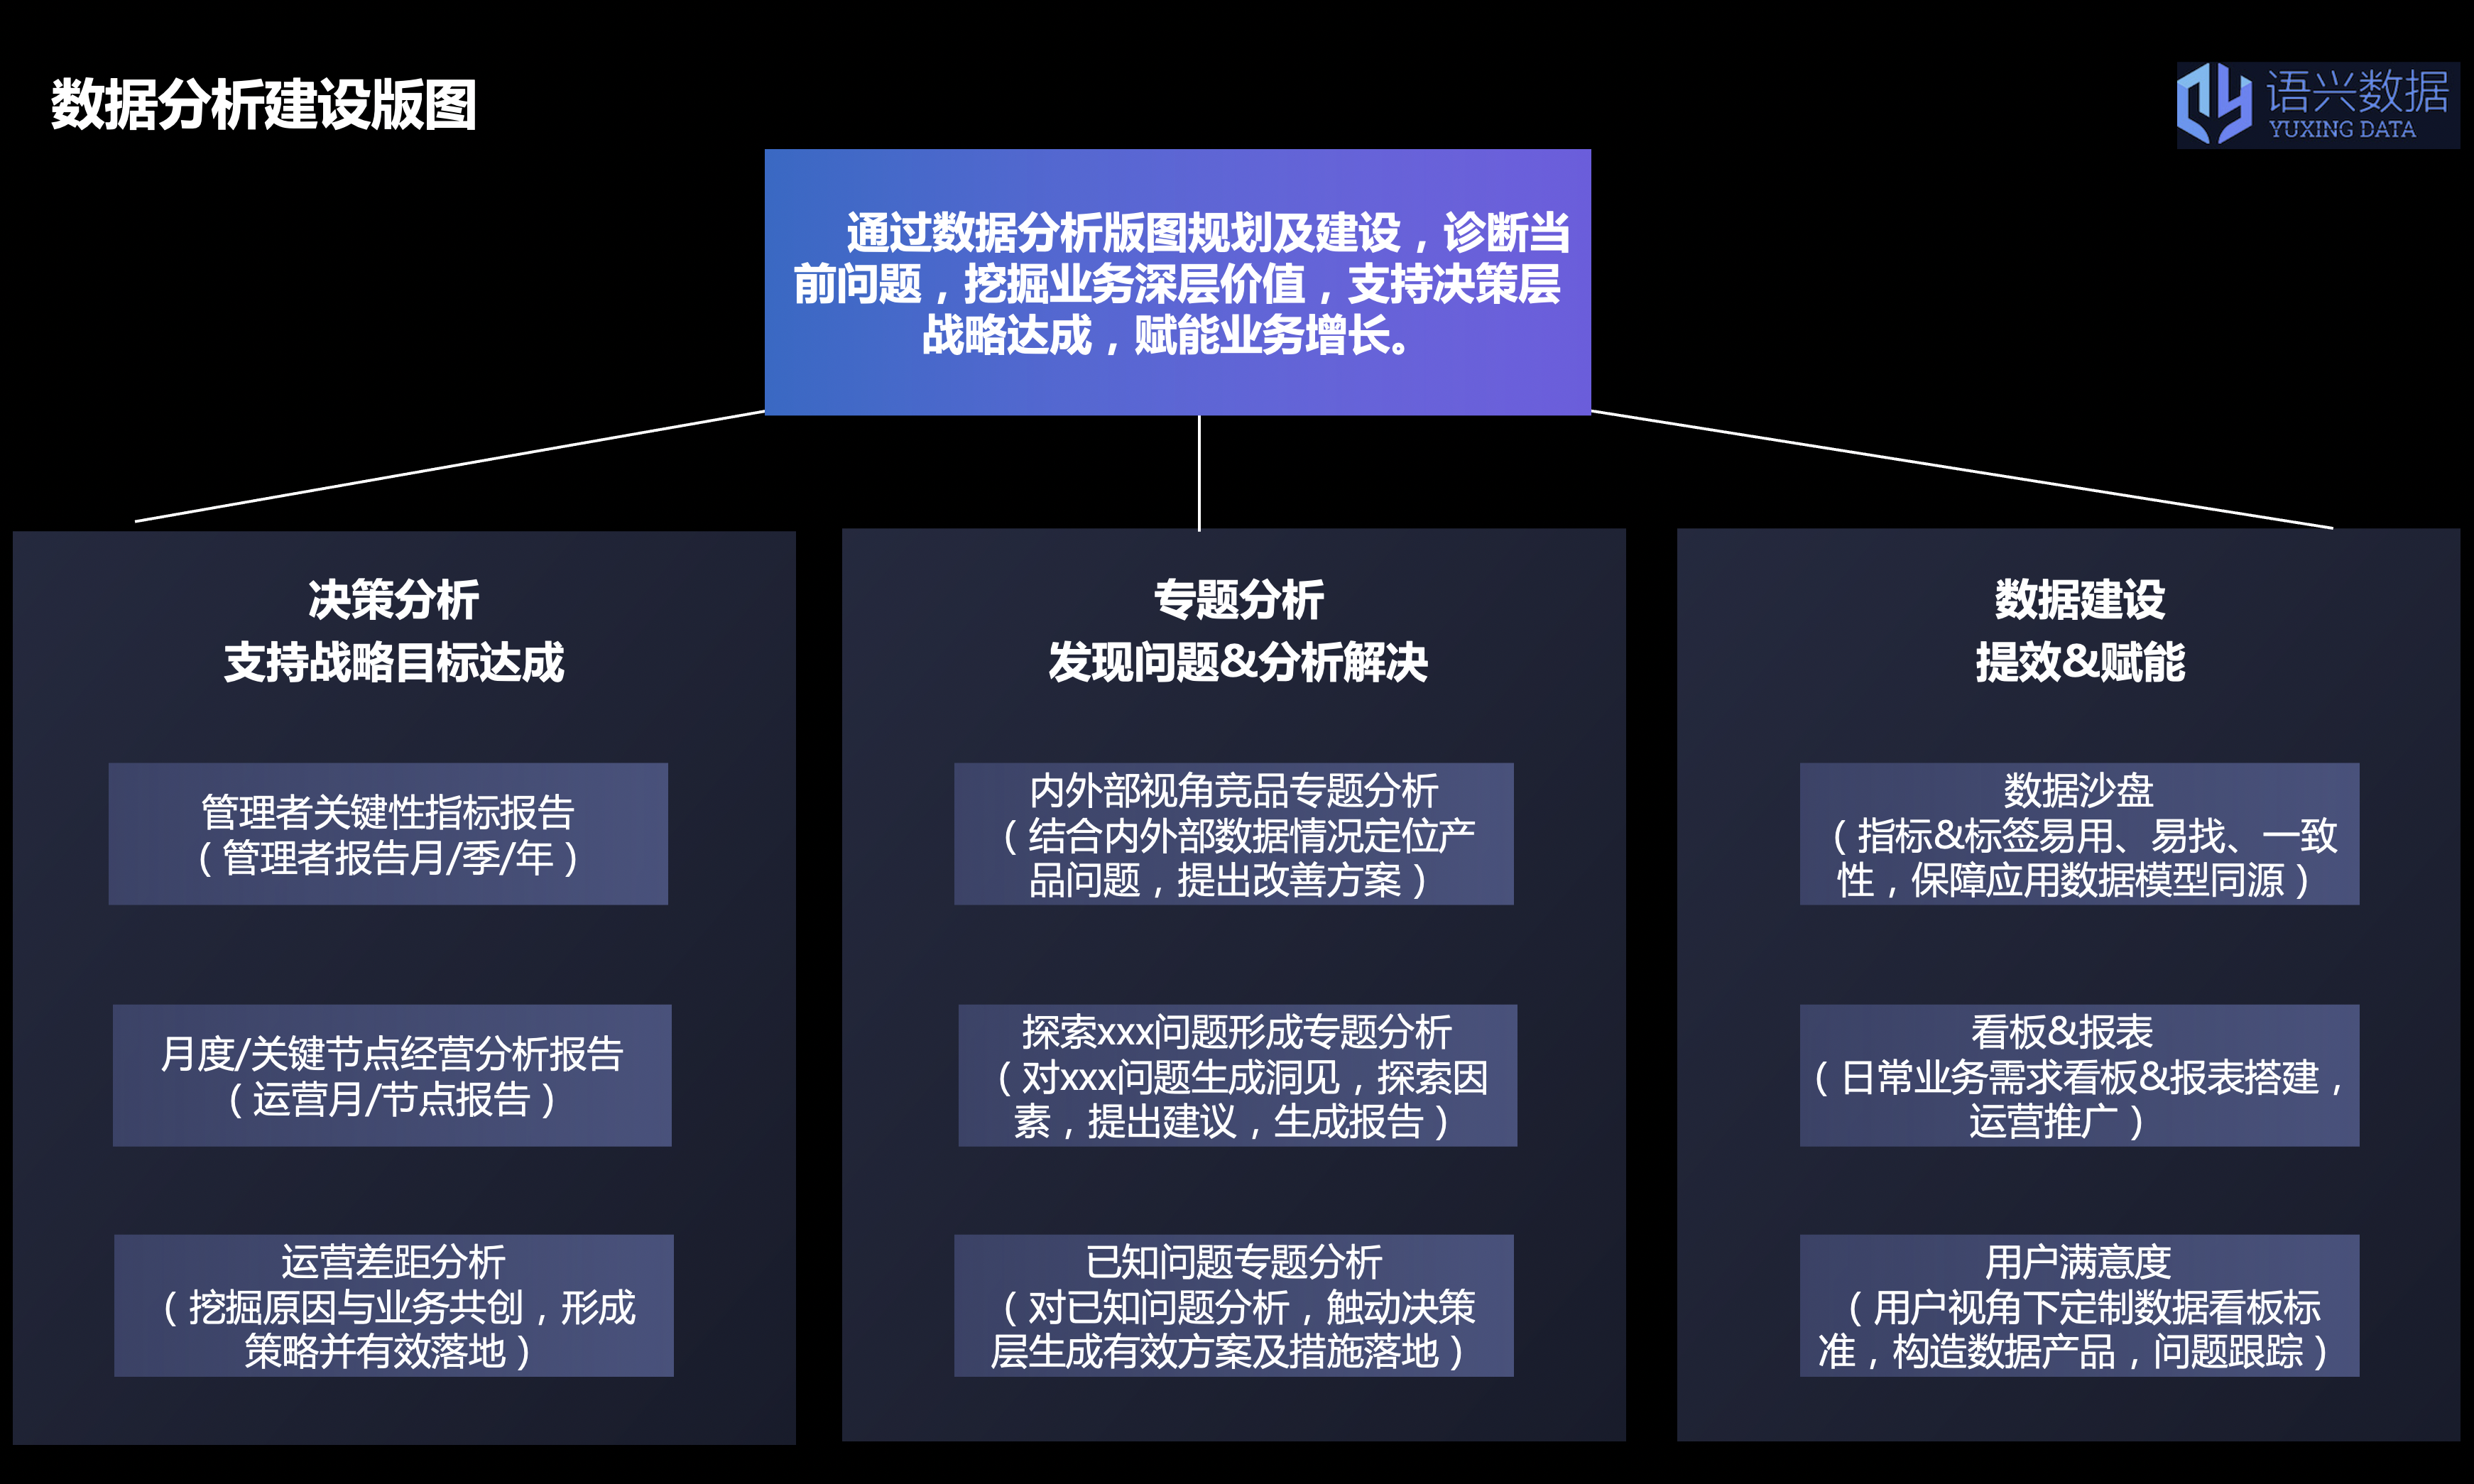 数据分析建设版图
语兴数据
YUXING DATA
通过数据分析版图规划及建设，诊断当
前问题，挖掘业务深层价值，支持决策层
战略达成，赋能业务增长。
决策分析
支持战略目标达成
管理者关键性指标报告
（管理者报告月/季/年）
月度/关键节点经营分析报告
（运营月/节点报告）
运营差距分析
（挖掘原因与业务共创，形成
策略并有效落地）
专题分析
发现问题&分析解决
内外部视角竞品专题分析
（结合内外部数据情况定位产
品问题，提出改善方案）
探索xxx问题形成专题分析
（对xxx问题生成洞见，探索因
素，提出建议，生成报告）
已知问题专题分析
（对已知问题分析，触动决策
层生成有效方案及措施落地）
数据建设
提效&赋能
数据沙盘
（指标&标签易用、易找、一致
性，保障应用数据模型同源）
看板&报表
（日常业务需求看板&报表搭建，
运营推广）
用户满意度
（用户视角下定制数据看板标
准，构造数据产品，问题跟踪）